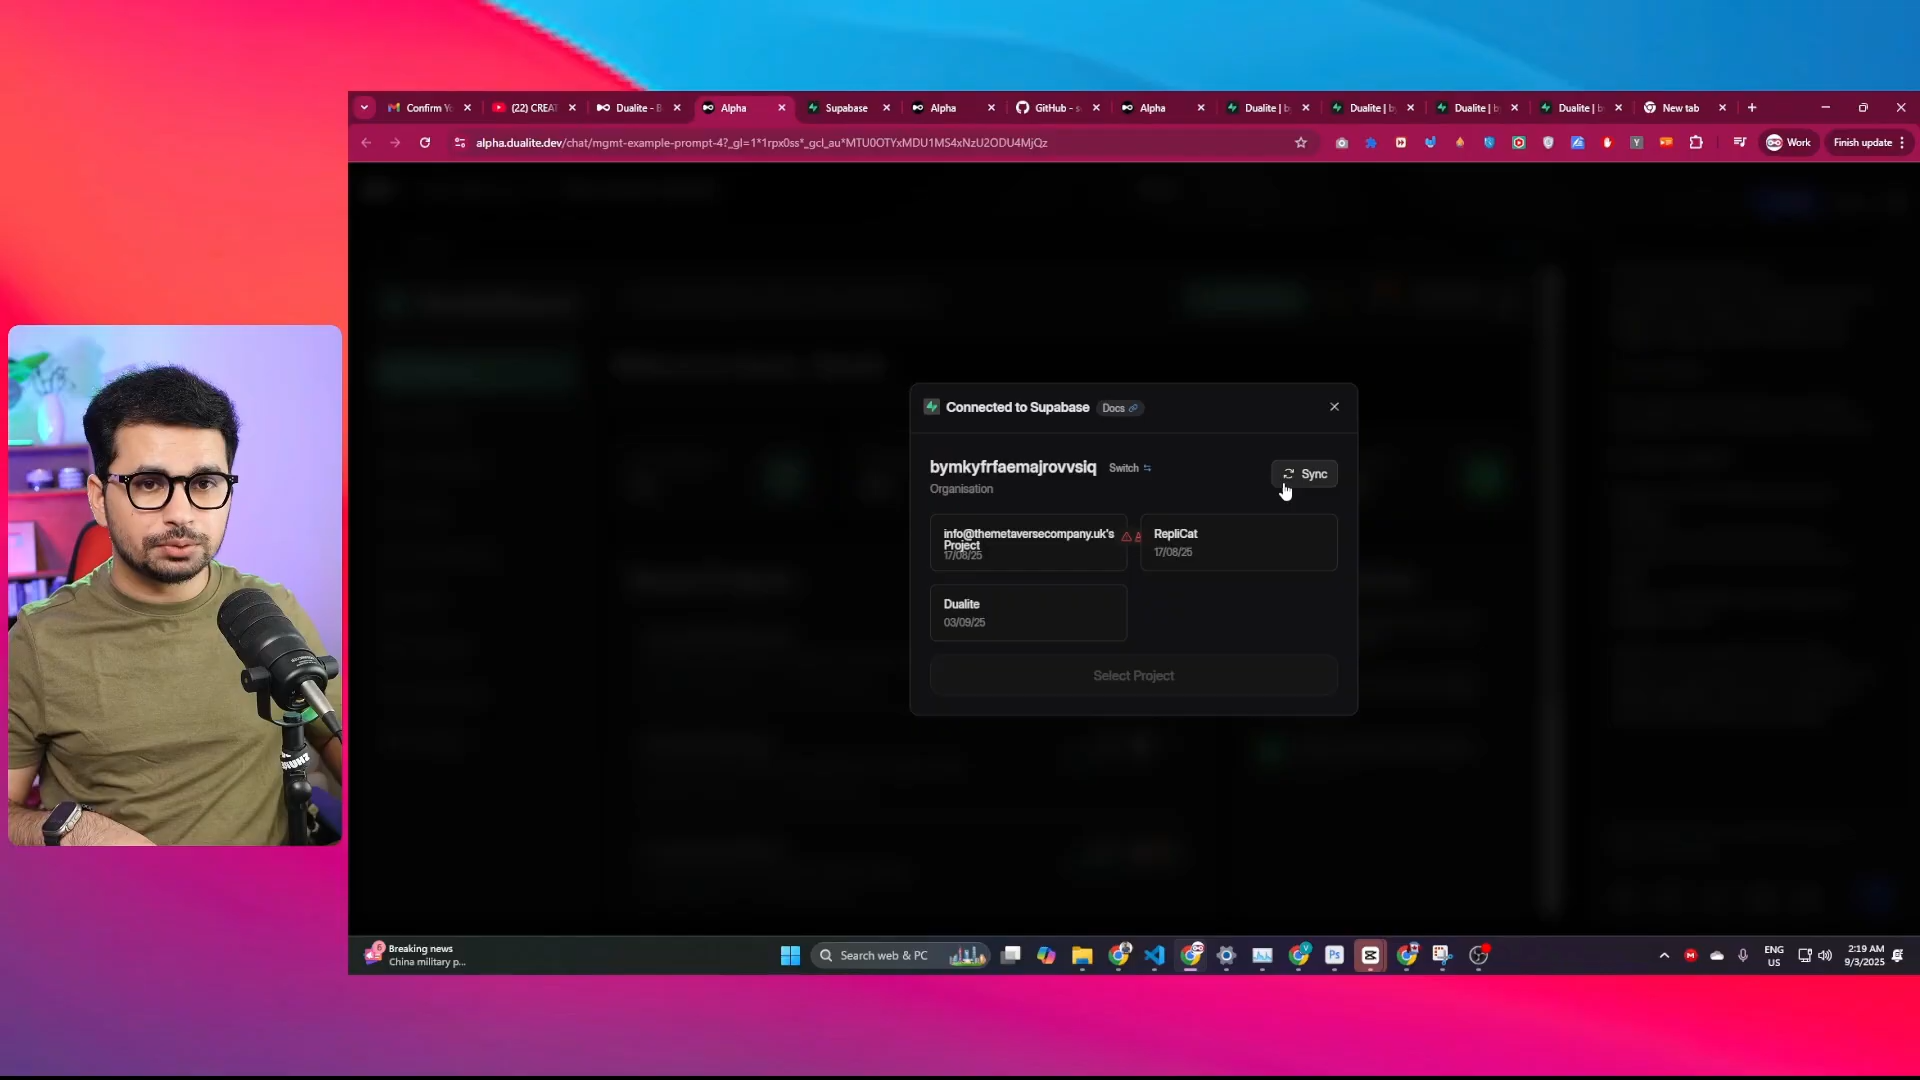 Confirm Y
(22) CREAT
Dualite - B
Alpha
Supabase
Alpha
GitHub - s
Alpha
Dualite | b
Dualite | b
Dualite | b
Dualite | b
New tab
alpha.dualite.dev/chat/mgmt-example-prompt-4?_gl=1*1rpx0ss*_gcl_au*MTU0OTYxMDU1MS4xNzU2ODU4MjQz
Work
Finish update
Connected to Supabase
Docs
bymkyfrfaemajrovvsiq
Switch
Organisation
Sync
info@themetaversecompany.uk's
Project
17/08/25
A
RepliCat
17/08/25
Dualite
03/09/25
Select Project
6
Breaking news
China military p...
Search web & PC
Ps
ENG
US
2:19 AM
9/3/2025